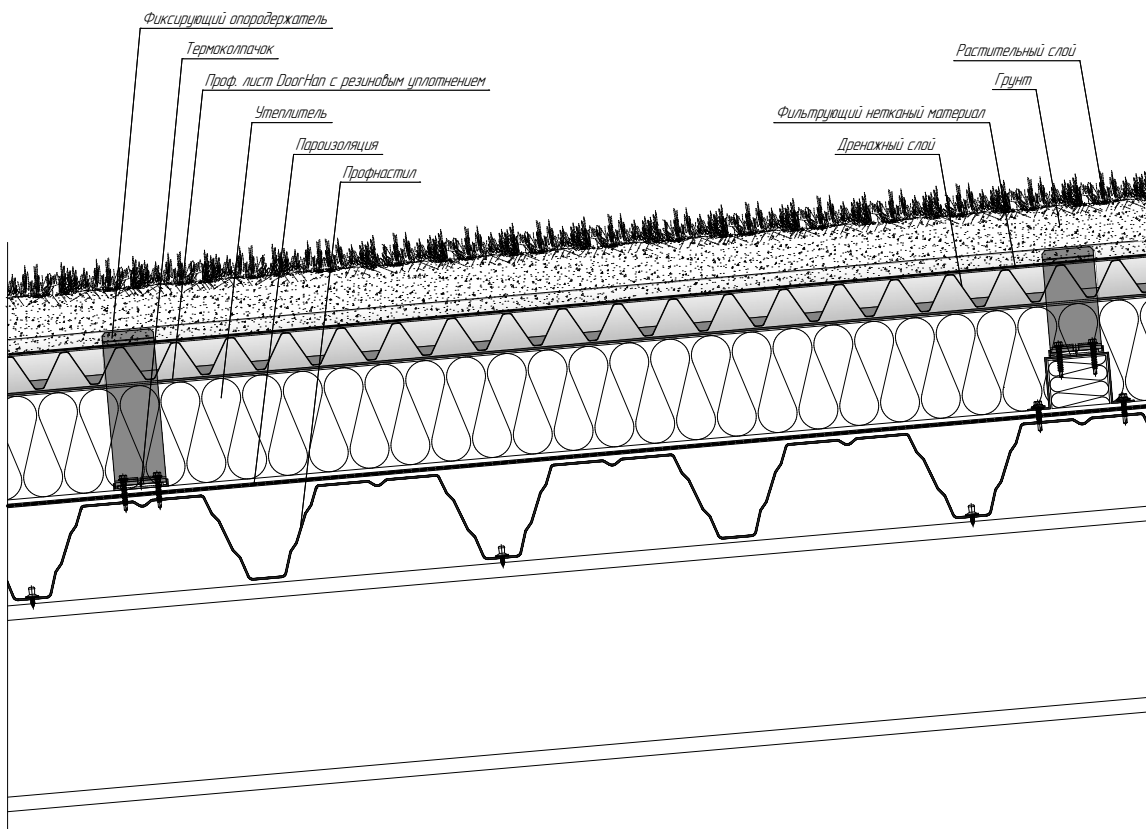 Фиксирующий опородержатель
Термоколпачок
Проф. лист DoorHan с резиновым уплотнением
Утеплитель
Пароизоляция
Профнастил
Растительный слой
Грунт
Фильтрующий нетканый материал
Дренажный слой